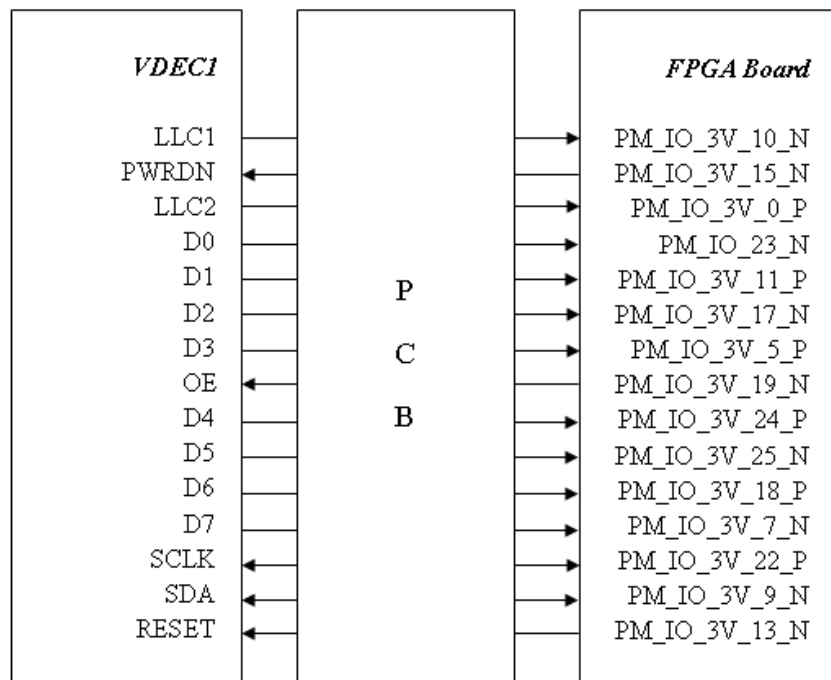 VDEC1 FPGA Board
LLC1 PM_IO_3V_10_N
PWRDN PM_IO_3V_15_N
LLC2 PM_IO_3V_0_P
D0 PM_IO_23_N
D1 PM_IO_3V_11_P
D2 PM_IO_3V_17_N
D3 PM_IO_3V_5_P
OE PM_IO_3V_19_N
D4 PM_IO_3V_24_P
D5 PM_IO_3V_25_N
D6 PM_IO_3V_18_P
D7 PM_IO_3V_7_N
SCLK PM_IO_3V_22_P
SDA PM_IO_3V_9_N
RESET PM_IO_3V_13_N
P
C
B